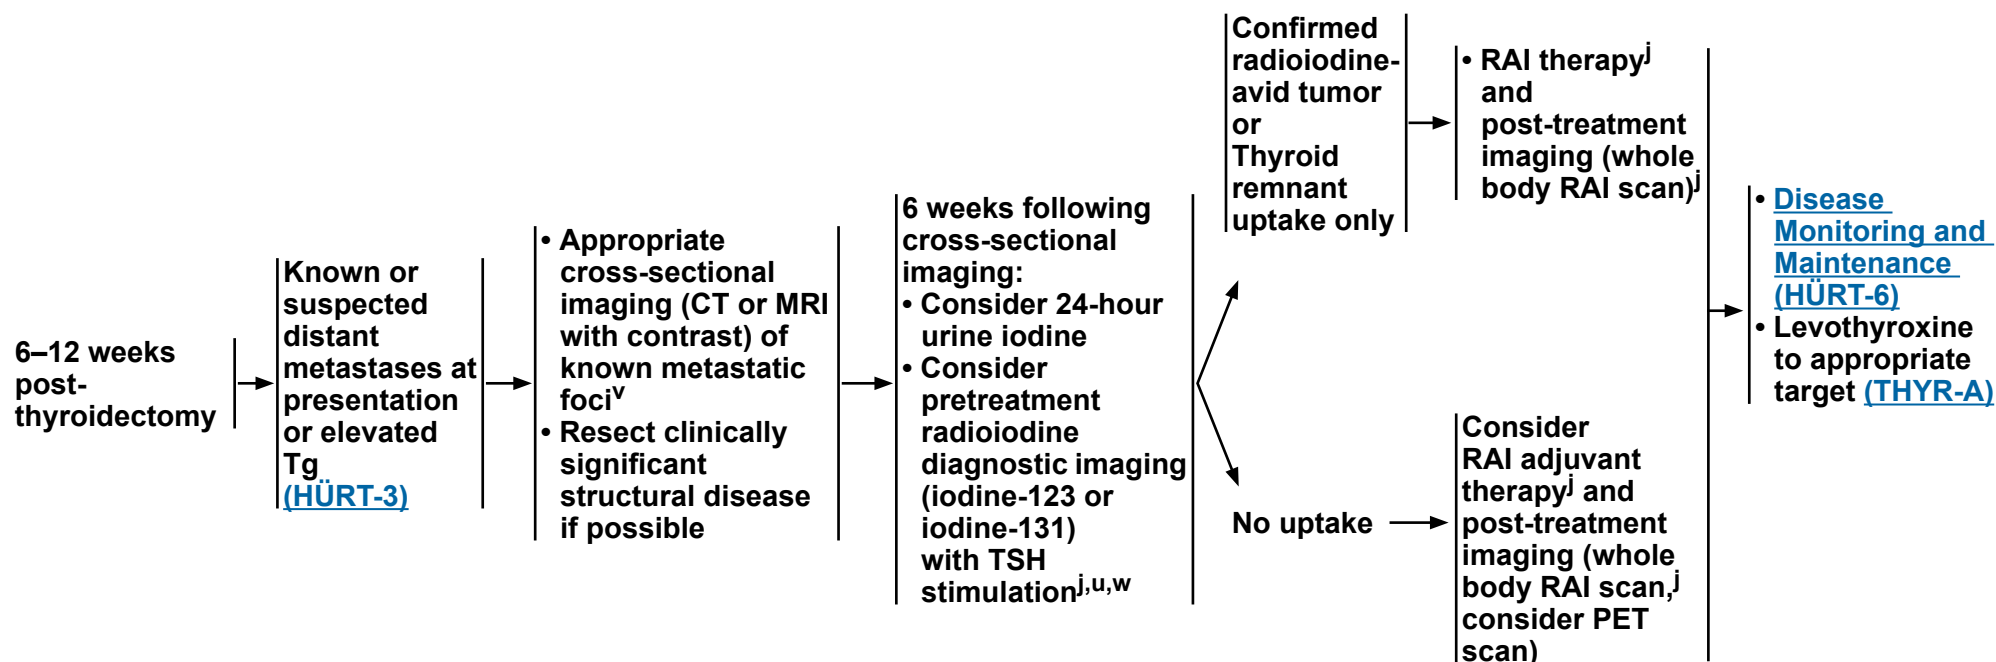 6–12 weeks
post-
thyroidectomy
Known or
suspected
distant
metastases at
presentation
or elevated
Tg
(HÜRT-3)
• Appropriate
cross-sectional
imaging (CT or MRI
with contrast) of
known metastatic
fociᵛ
• Resect clinically
significant
structural disease
if possible
6 weeks following
cross-sectional
imaging:
• Consider 24-hour
urine iodine
• Consider
pretreatment
radioiodine
diagnostic imaging
(iodine-123 or
iodine-131)
with TSH
stimulationʲ,ᵘ,ʷ
Confirmed
radioiodine-
avid tumor
or
Thyroid
remnant
uptake only
• RAI therapyʲ
and
post-treatment
imaging (whole
body RAI scan)ʲ
No uptake
Consider
RAI adjuvant
therapyʲ and
post-treatment
imaging (whole
body RAI scan,ʲ
consider PET
scan)
• Disease
Monitoring and
Maintenance
(HÜRT-6)
• Levothyroxine
to appropriate
target (THYR-A)